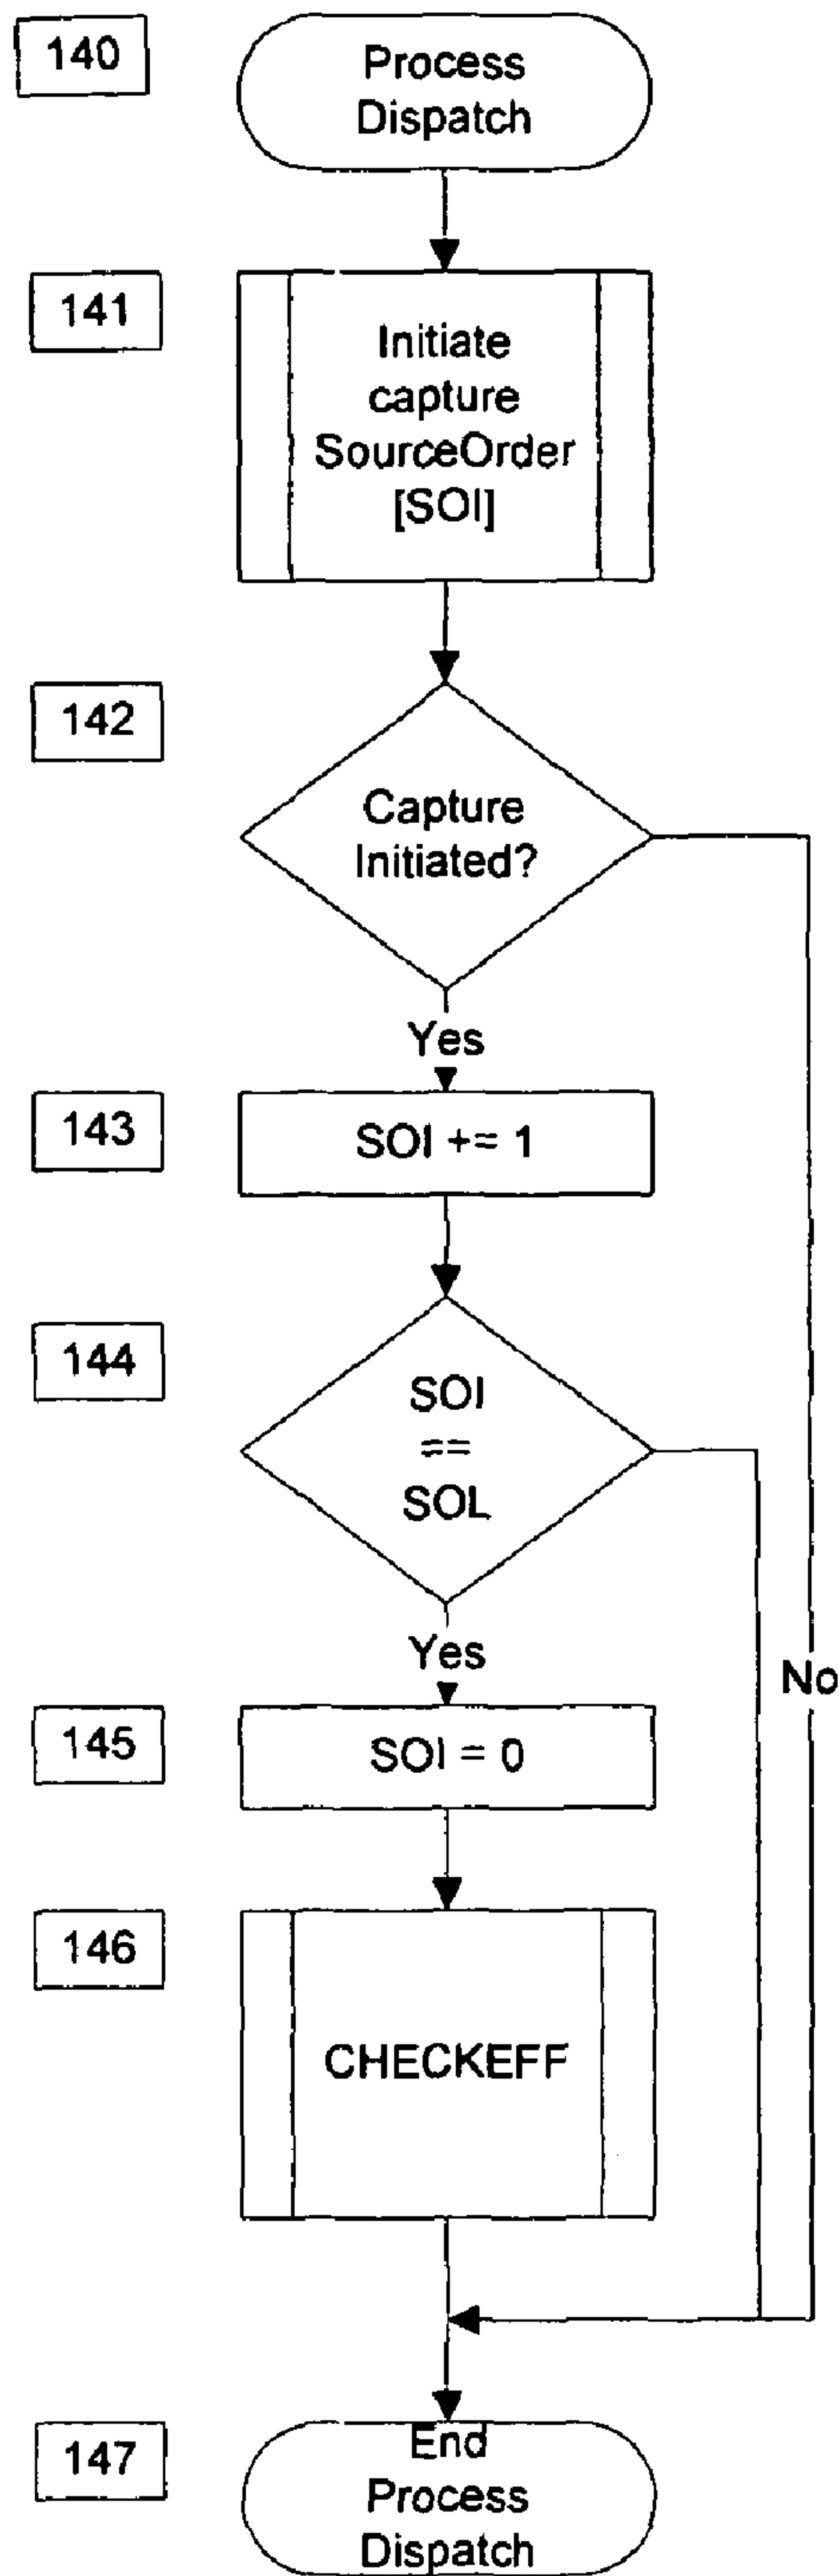 140
Process
Dispatch
141
Initiate
capture
SourceOrder
[SOI]
142
Capture
Initiated?
Yes
143
SOI += 1
144
SOI
==
SOL
Yes
No
145
SOI = 0
146
CHECKEFF
147
End
Process
Dispatch